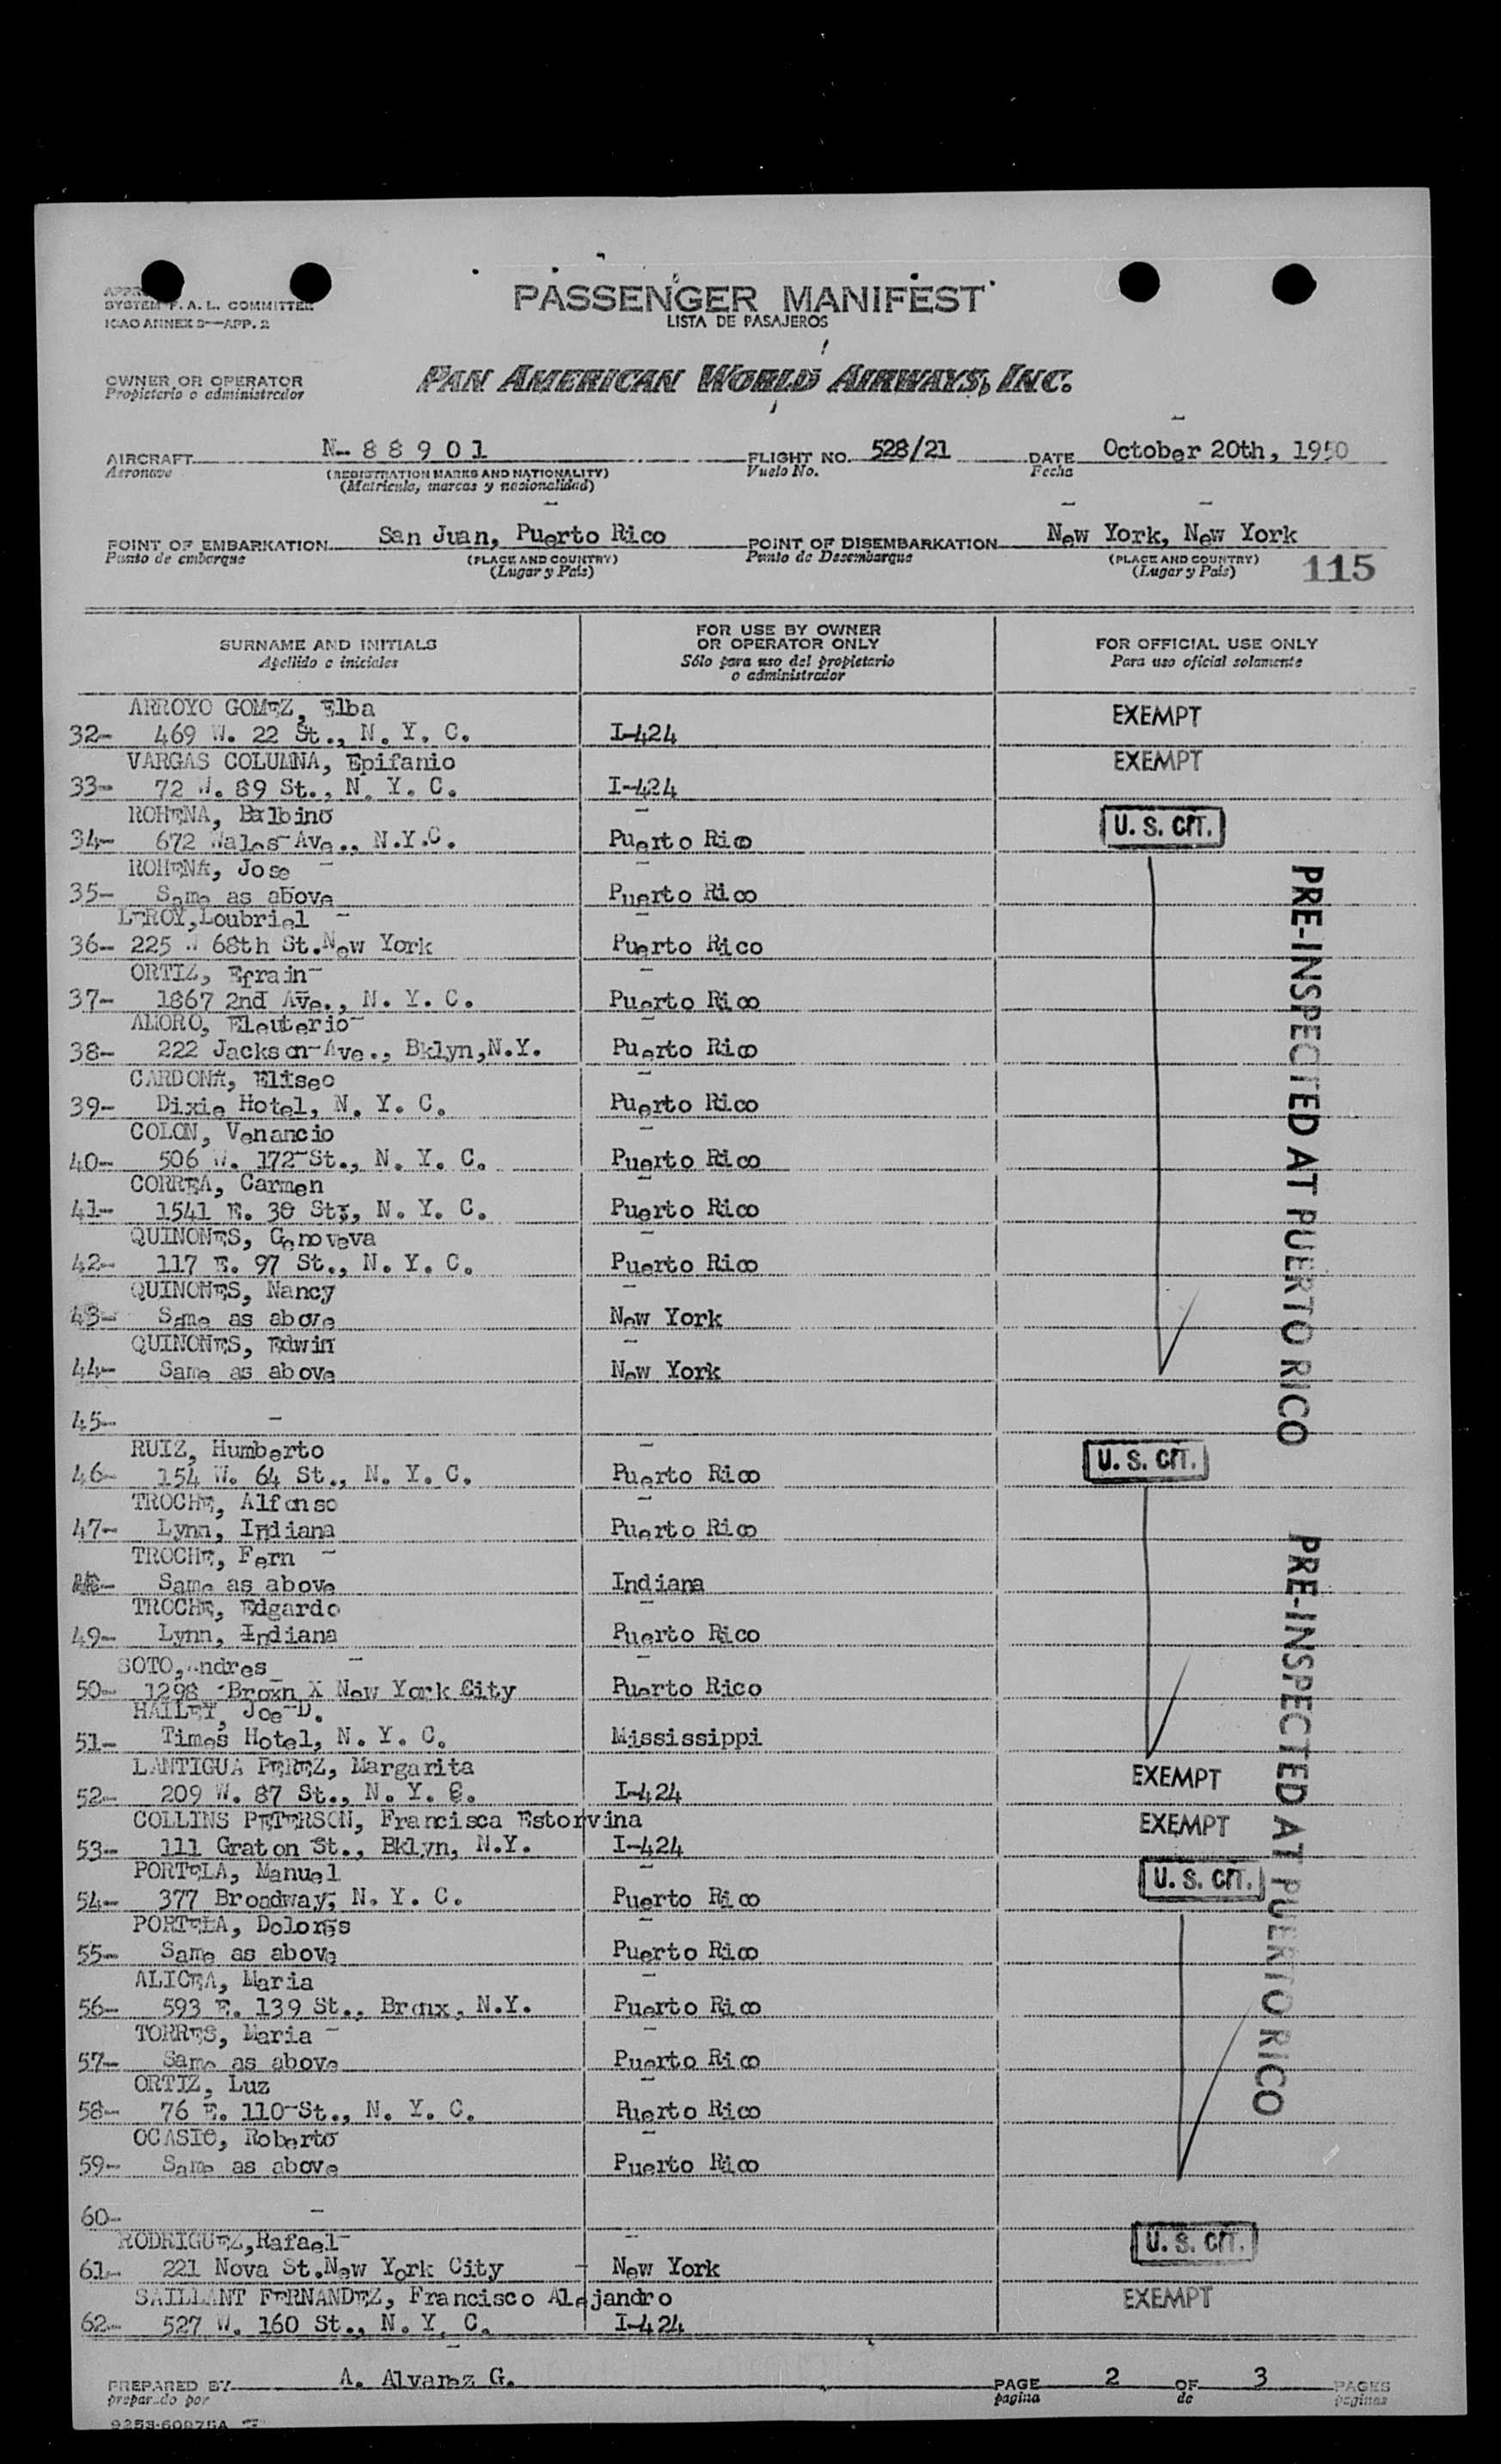 SYSTEM F. A. L. COMMITTEE
ICAO ANNEX 9—APP. 2
PASSENGER MANIFEST
LISTA DE PASAJEROS
OWNER OR OPERATOR
Propietario o administrador
PAN AMERICAN WORLD AIRWAYS, INC.
AIRCRAFT N-88901 FLIGHT NO. 528/21 DATE October 20th, 1950
Aeronave (REGISTRATION MARKS AND NATIONALITY) Vuelo No. Fecha
(Matricula, marcas y nacionalidad)
POINT OF EMBARKATION San Juan, Puerto Rico POINT OF DISEMBARKATION New York, New York
Punto de embarque (PLACE AND COUNTRY) Punto de Desembarque (PLACE AND COUNTRY)
(Lugar y País) (Lugar y País) 115
SURNAME AND INITIALS FOR USE BY OWNER OR OPERATOR ONLY FOR OFFICIAL USE ONLY
Apellido e iniciales Sólo para uso del propietario o administrador Para uso oficial solamente
ARROYO GOMEZ, Elba EXEMPT
32- 469 W. 22 St., N. Y. C. I-424
VARGAS COLUMNA, Epifanio EXEMPT
33- 72 W. 89 St., N. Y. C. I-424
ROHENA, Balbino U. S. CIT.
34- 672 Wales Ave., N.Y.C. Puerto Rico
ROHENA, Jose
35- Same as above Puerto Rico
LEROY,Loubriel
36- 225 W 68th St.New York Puerto Rico
ORTIZ, Efrain
37- 1867 2nd Ave., N. Y. C. Puerto Rico
ALIORO, Eleuterio
38- 222 Jackson Ave., Bklyn,N.Y. Puerto Rico
CARDONA, Eliseo
39- Dixie Hotel, N. Y. C. Puerto Rico
COLON, Venancio
40- 506 W. 172 St., N. Y. C. Puerto Rico
CORREA, Carmen
41- 1541 E. 30 St., N. Y. C. Puerto Rico
QUINONES, Genoveva
42- 117 E. 97 St., N. Y. C. Puerto Rico
QUINONES, Nancy
43- Same as above New York
QUINONES, Edwin
44- Same as above New York
PRE-INSPECTED AT PUERTO RICO
45- -
RUIZ, Humberto U. S. CIT.
46- 154 W. 64 St., N. Y. C. Puerto Rico
TROCHE, Alfonso
47- Lynn, Indiana Puerto Rico
TROCHE, Fern
48- Same as above Indiana
TROCHE, Edgardo
49- Lynn, Indiana Puerto Rico
SOTO, Andres
50- 1298 Broxn X New York City Puerto Rico
HAILEY, Joe D.
51- Times Hotel, N. Y. C. Mississippi
LANTIGUA PEREZ, Margarita EXEMPT
52- 209 W. 87 St., N. Y. C. I-424
COLLINS PETERSON, Francisca Estorvina EXEMPT
53- 111 Graton St., Bklyn, N.Y. I-424
PORTELA, Manuel U. S. CIT.
54- 377 Broadway, N. Y. C. Puerto Rico
PORTELA, Dolores
55- Same as above Puerto Rico
ALICEA, Maria
56- 593 E. 139 St., Bronx, N.Y. Puerto Rico
TORRES, Maria
57- Same as above Puerto Rico
ORTIZ, Luz
58- 76 E. 110 St., N. Y. C. Puerto Rico
OCASIO, Roberto
59- Same as above Puerto Rico
PRE-INSPECTED AT PUERTO RICO
60- -
RODRIGUEZ,Rafael U. S. CIT.
61- 221 Nova St.New York City - New York
SAILLANT FERNANDEZ, Francisco Alejandro EXEMPT
62- 527 W. 160 St., N. Y. C. I-424
PREPARED BY A. Alvarez G. PAGE 2 OF 3 PAGES
preparado por pagina de paginas